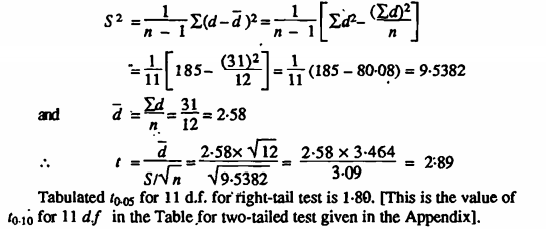 S² = 1/(n - 1) Σ(d - d̄)² = 1/(n - 1) [Σd² - (Σd)²/n]
= 1/11 [185 - (31)²/12] = 1/11 (185 - 80·08) = 9·5382
and d̄ = Σd/n = 31/12 = 2·58
∴ t = d̄/(S/√n) = 2·58 × √12/√9·5382 = 2·58 × 3·464/3·09 = 2·89
Tabulated t0·05 for 11 d.f. for right-tail test is 1·80. [This is the value of
t0·10 for 11 d.f in the Table for two-tailed test given in the Appendix].